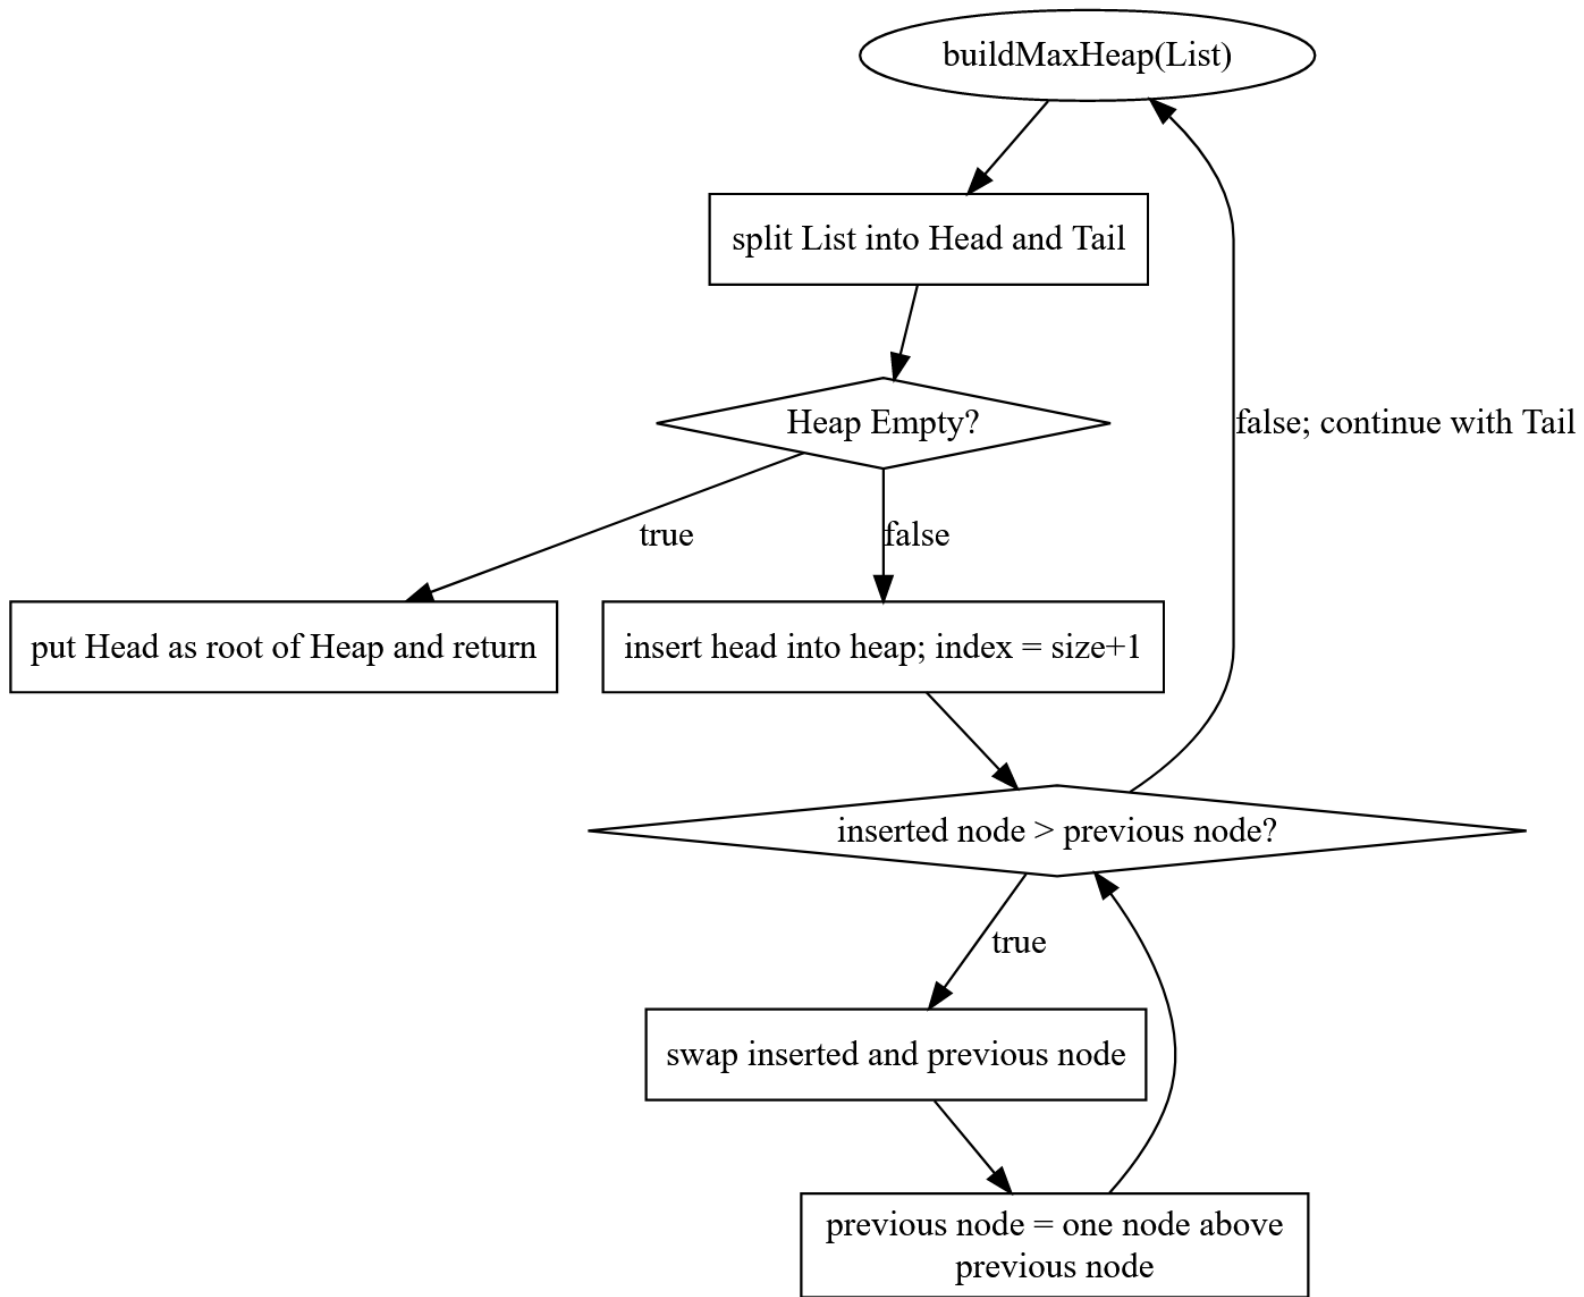 buildMaxHeap(List)
split List into Head and Tail
Heap Empty?
false; continue with Tail
true
false
put Head as root of Heap and return
insert head into heap; index = size+1
inserted node > previous node?
true
swap inserted and previous node
previous node = one node above
previous node